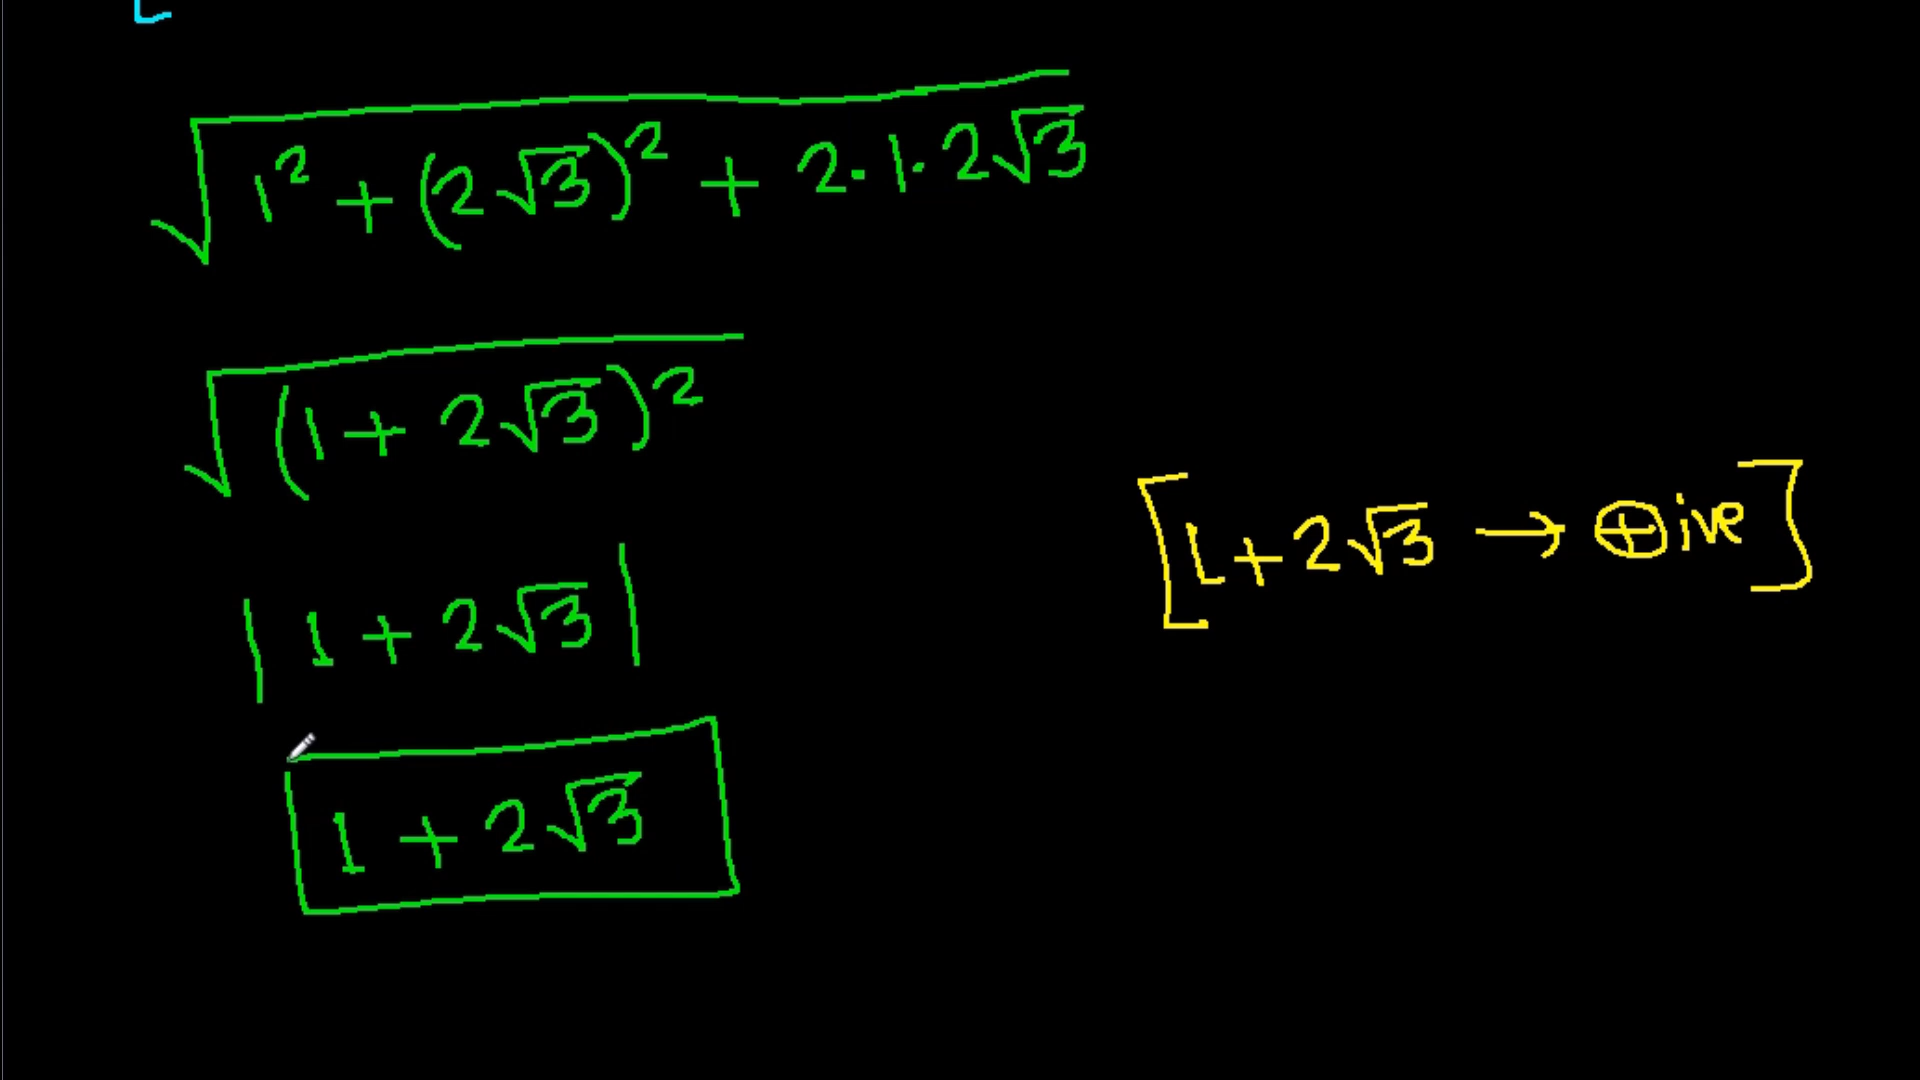 √(1² + (2√3)² + 2·1·2√3)
√((1 + 2√3)²)
|1 + 2√3|
[1 + 2√3 → ⊕ive]
1 + 2√3